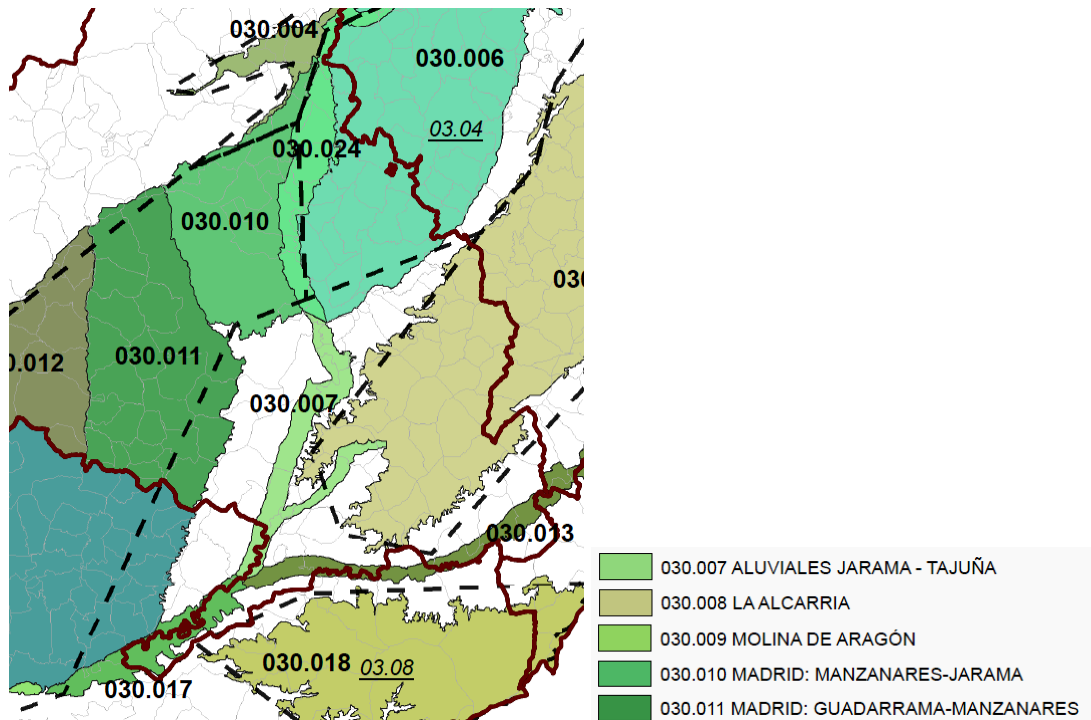 030.004
030.006
03.04
030.024
030.010
03
0.012
030.011
030.007
030.013
030.018 03.08
030.017
030.007 ALUVIALES JARAMA - TAJUÑA
030.008 LA ALCARRIA
030.009 MOLINA DE ARAGÓN
030.010 MADRID: MANZANARES-JARAMA
030.011 MADRID: GUADARRAMA-MANZANARES